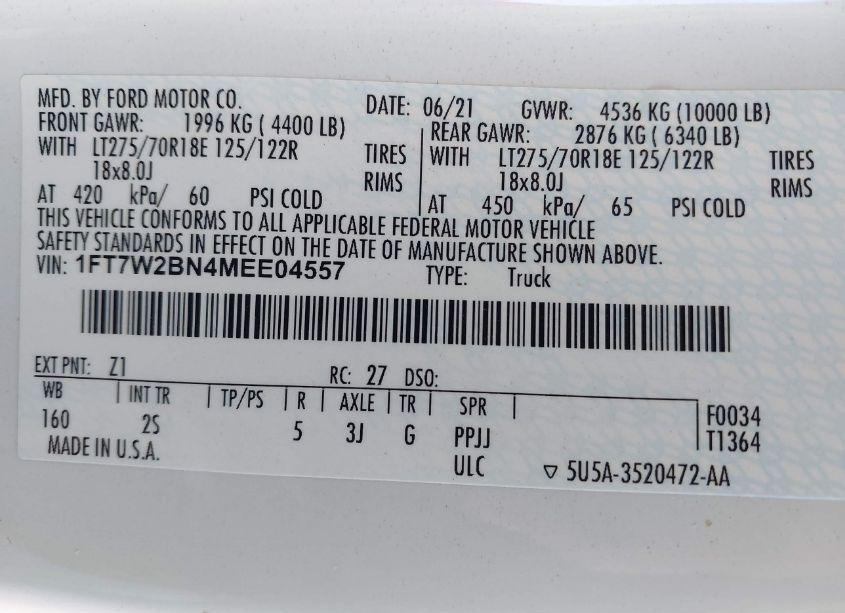 MFD. BY FORD MOTOR CO. DATE: 06/21 GVWR: 4536 KG (10000 LB)
FRONT GAWR: 1996 KG ( 4400 LB) REAR GAWR: 2876 KG ( 6340 LB)
WITH LT275/70R18E 125/122R TIRES WITH LT275/70R18E 125/122R TIRES
18x8.0J RIMS 18x8.0J RIMS
AT 420 kPa/ 60 PSI COLD AT 450 kPa/ 65 PSI COLD
THIS VEHICLE CONFORMS TO ALL APPLICABLE FEDERAL MOTOR VEHICLE
SAFETY STANDARDS IN EFFECT ON THE DATE OF MANUFACTURE SHOWN ABOVE.
VIN: 1FT7W2BN4MEE04557 TYPE: Truck
EXT PNT: Z1 RC: 27 DSO:
WB INT TR TP/PS R AXLE TR SPR F0034
160 2S 5 3J G PPJJ T1364
MADE IN U.S.A. ULC 5U5A-3520472-AA